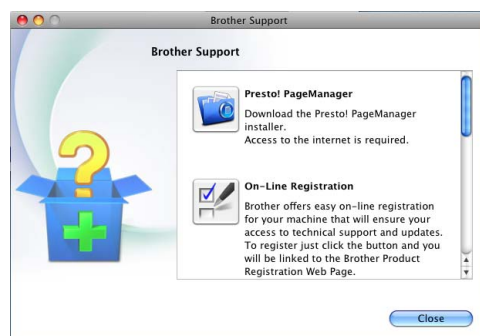 Brother Support
Brother Support
Presto! PageManager
Download the Presto! PageManager
installer.
Access to the internet is required.
On-Line Registration
Brother offers easy on-line registration
for your machine that will ensure your
access to technical support and updates.
To register just click the button and you
will be linked to the Brother Product
Registration Web Page.
Close